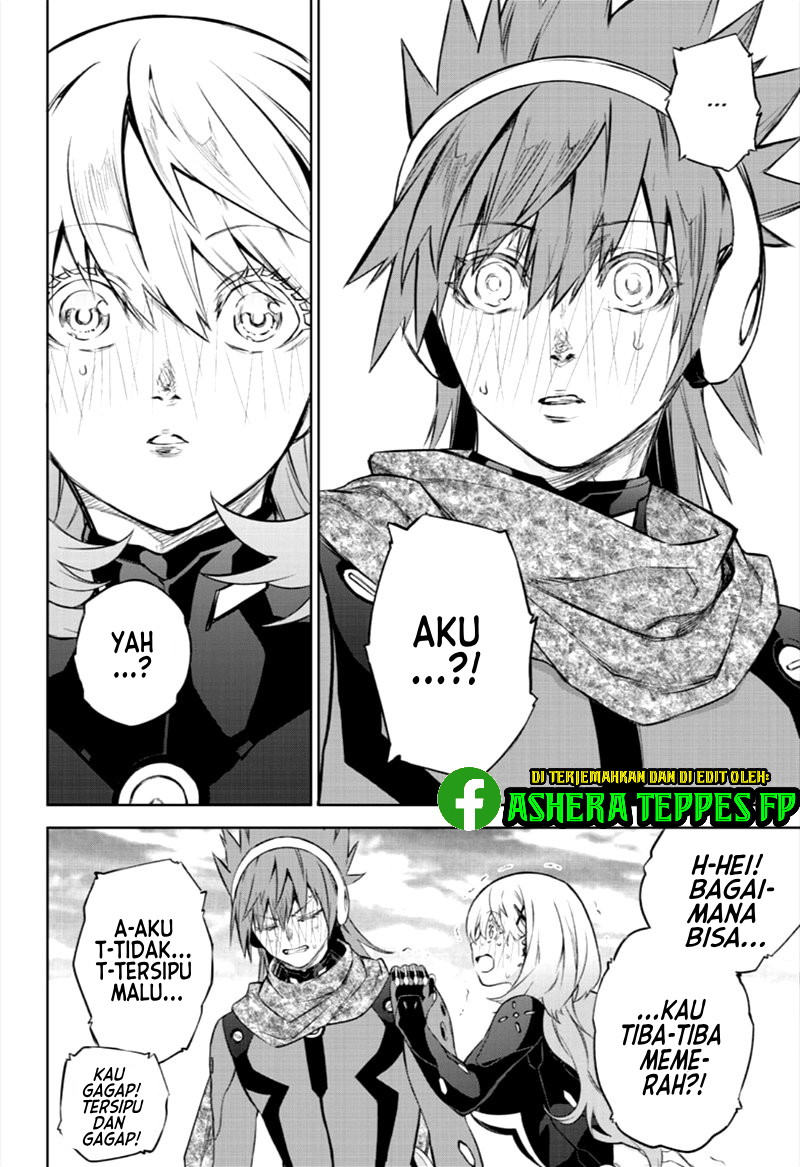 ...
AKU
...?!
YAH
...?
DI TERJEMAHKAN DAN DI EDIT OLEH:
f ASHERA TEPPES FP
H-HEI!
BAGAI-
MANA
BISA...
...KAU
TIBA-TIBA
MEME-
RAH?!
A-AKU
T-TIDAK...
T-TERSIPU
MALU...
KAU
GAGAP!
TERSIPU
DAN
GAGAP!